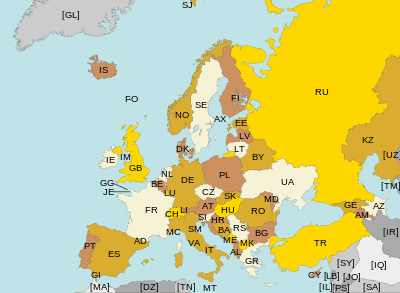 SJ
[GL]
IS
FO
RU
NO
SE
FI
AX
EE
LV
LT
KZ
[UZ]
[TM]
IE
IM
GB
DK
BY
NL
DE
PL
GG
JE
BE
LU
CZ
UA
SK
FR
CH
LI
AT
HU
RO
MD
SI
HR
BA
RS
SM
MC
VA
IT
ME
MK
BG
AL
GR
GE
AM
AZ
PT
ES
AD
GI
TR
CY
[MA]
[DZ]
[TN]
MT
[SY]
[LB]
[JO]
[IL]
[PS]
[SA]
[IQ]
[IR]